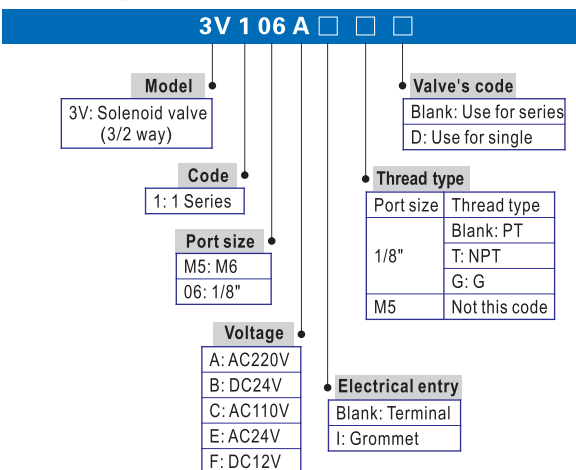 3V 1 06 A □ □ □
Model
3V: Solenoid valve
(3/2 way)
Code
1: 1 Series
Port size
M5: M6
06: 1/8"
Voltage
A: AC220V
B: DC24V
C: AC110V
E: AC24V
F: DC12V
Electrical entry
Blank: Terminal
I: Grommet
Thread type
Port size Thread type
1/8"
Blank: PT
T: NPT
G: G
M5 Not this code
Valve's code
Blank: Use for series
D: Use for single